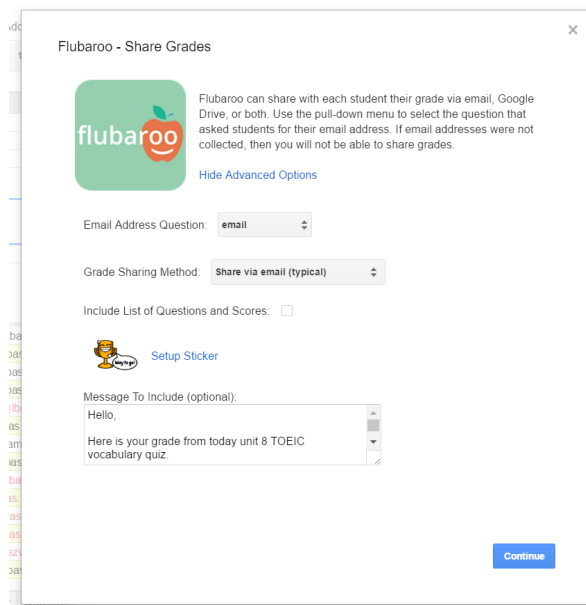 Flubaroo - Share Grades
flubaroo
Flubaroo can share with each student their grade via email, Google
Drive, or both. Use the pull-down menu to select the question that
asked students for their email address. If email addresses were not
collected, then you will not be able to share grades.
Hide Advanced Options
Email Address Question: email
Grade Sharing Method: Share via email (typical)
Include List of Questions and Scores:
Way to go!
Setup Sticker
Message To Include (optional):
Hello,
Here is your grade from today unit 8 TOEIC
vocabulary quiz.
Continue